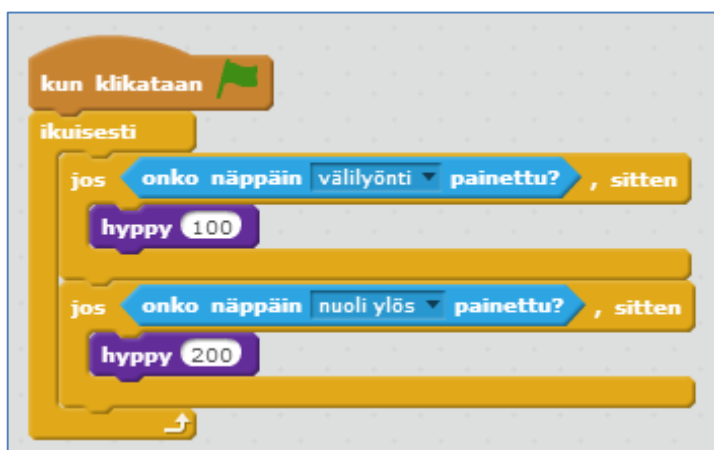 kun klikataan
ikuisesti
jos onko näppäin välilyönti painettu? , sitten
hyppy 100
jos onko näppäin nuoli ylös painettu? , sitten
hyppy 200